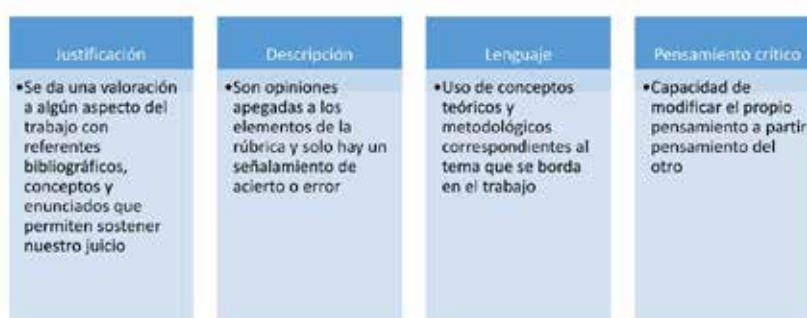 Justificación
•Se da una valoración
a algún aspecto del
trabajo con
referentes
bibliográficos,
conceptos y
enunciados que
permiten sostener
nuestro juicio
Descripción
•Son opiniones
apegadas a los
elementos de la
rúbrica y solo hay un
señalamiento de
acierto o error
Lenguaje
•Uso de conceptos
teóricos y
metodológicos
correspondientes al
tema que se borda
en el trabajo
Pensamiento crítico
•Capacidad de
modificar el propio
pensamiento a partir
pensamiento del
otro